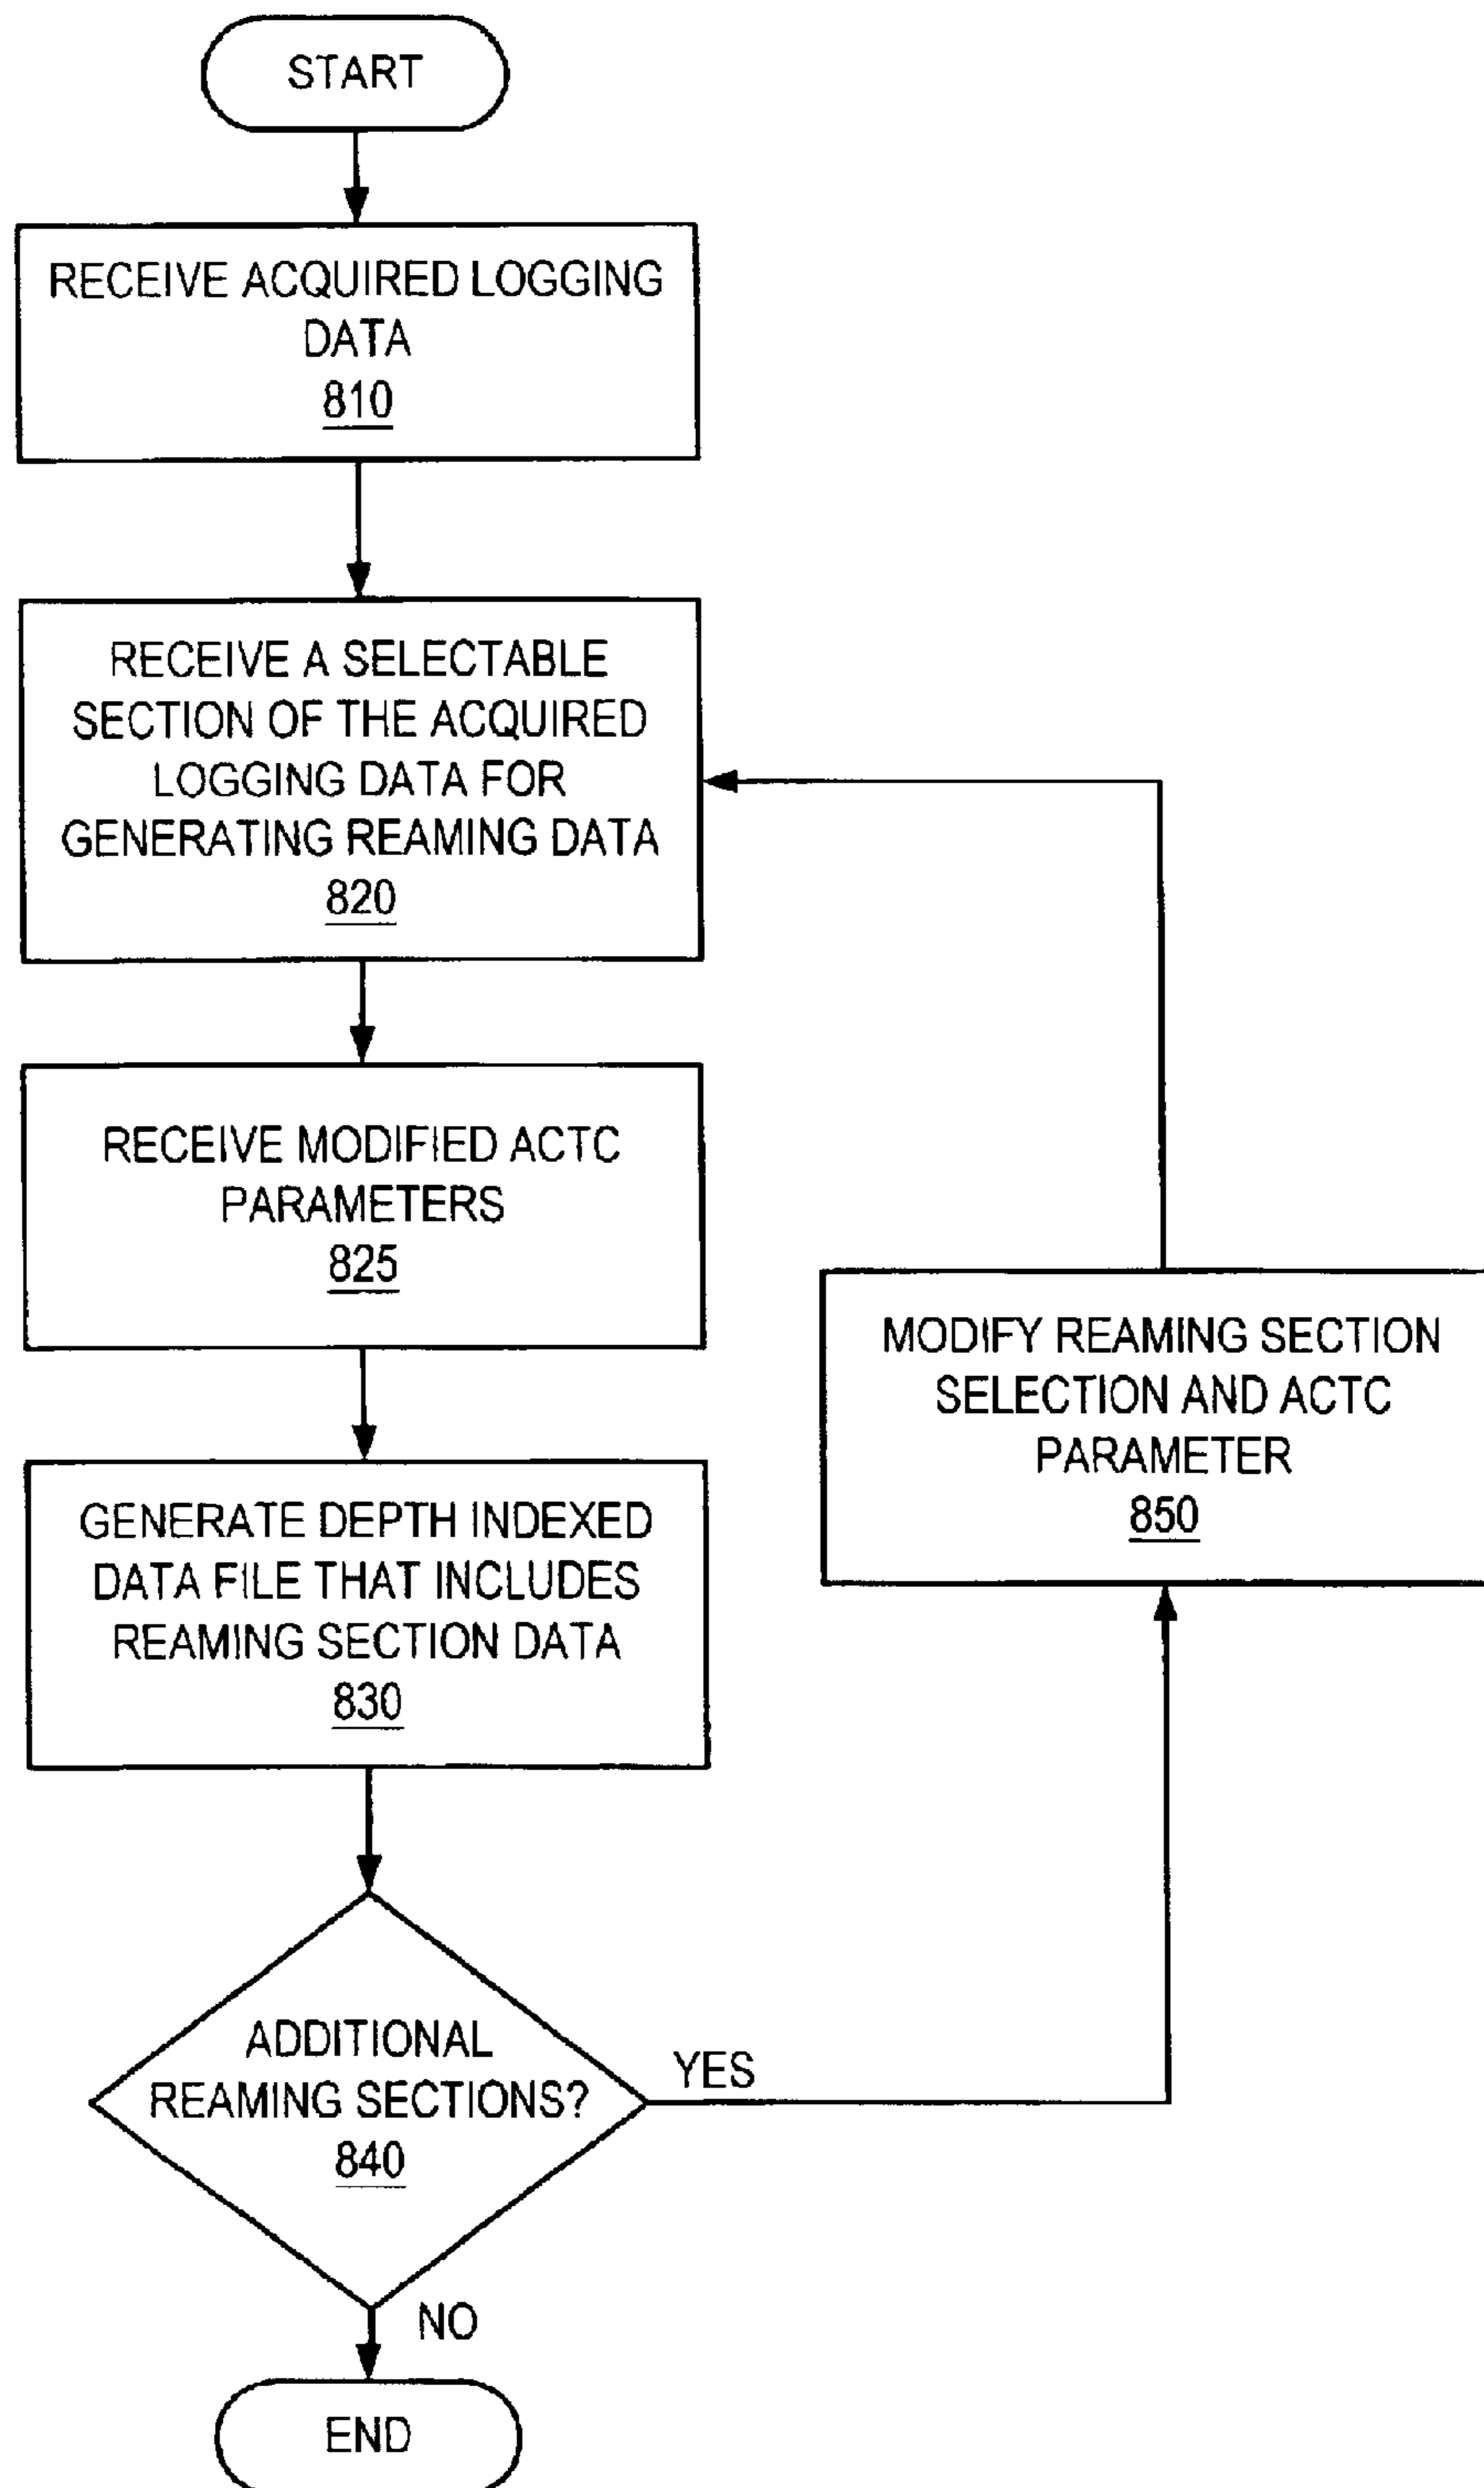 START
RECEIVE ACQUIRED LOGGING
DATA
810
RECEIVE A SELECTABLE
SECTION OF THE ACQUIRED
LOGGING DATA FOR
GENERATING REAMING DATA
820
RECEIVE MODIFIED ACTC
PARAMETERS
825
GENERATE DEPTH INDEXED
DATA FILE THAT INCLUDES
REAMING SECTION DATA
830
MODIFY REAMING SECTION
SELECTION AND ACTC
PARAMETER
850
ADDITIONAL
REAMING SECTIONS?
840
YES
NO
END